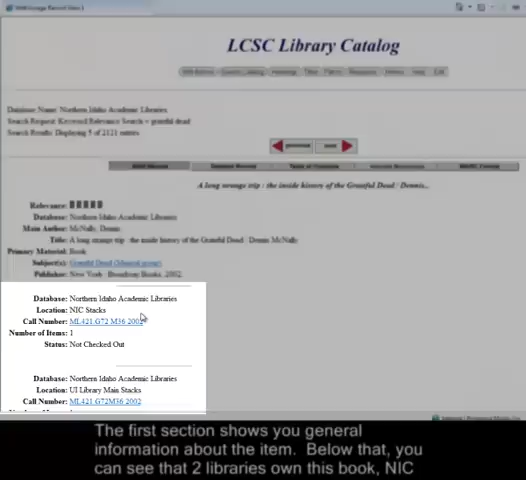 LCSC Library Catalog
Database Name: Northern Idaho Academic Libraries
Search Request: Keyword Relevance Search = grateful dead
Search Results: Displaying 5 of 2121 entries
Table of Contents
A long strange trip : the inside history of the Grateful Dead / Dennis...
Relevance:
Database: Northern Idaho Academic Libraries
Main Author: McNally, Dennis
Title: A long strange trip : the inside history of the Grateful Dead / Dennis McNally
Primary Material: Book
Subject(s): Grateful Dead (Musical group)
Publisher: New York : Broadway Books, 2002.
Database: Northern Idaho Academic Libraries
Location: NIC Stacks
Call Number: ML421.G72 M36 2002
Number of Items: 1
Status: Not Checked Out
Database: Northern Idaho Academic Libraries
Location: UI Library Main Stacks
Call Number: ML421.G72M36 2002
The first section shows you general
information about the item. Below that, you
can see that 2 libraries own this book, NIC